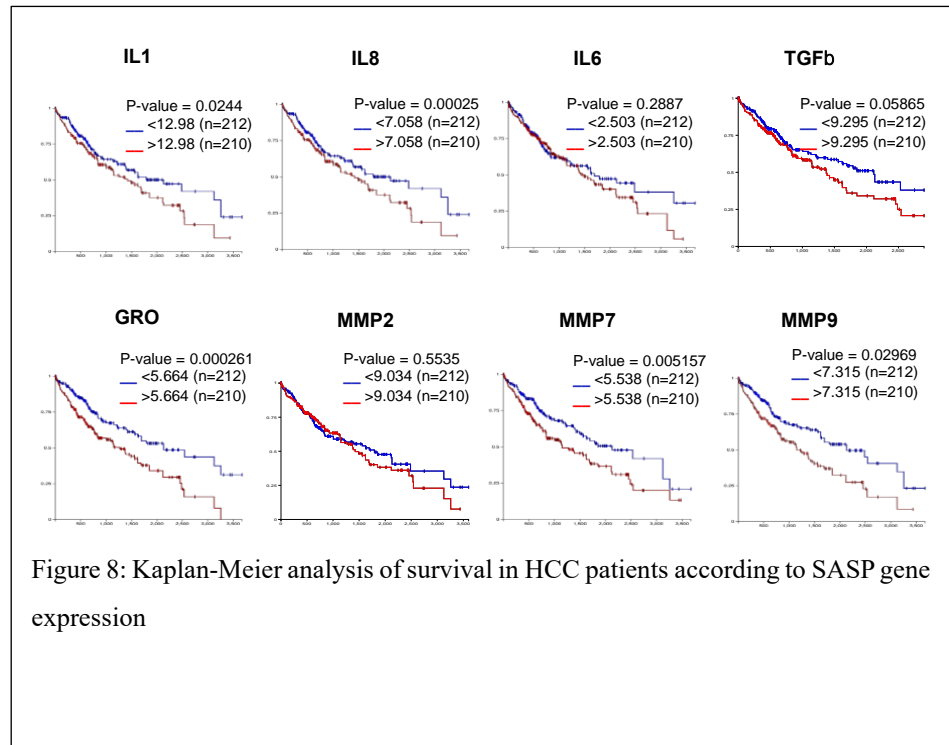 IL1
P-value = 0.0244
<12.98 (n=212)
>12.98 (n=210)
IL8
P-value = 0.00025
<7.058 (n=212)
>7.058 (n=210)
IL6
P-value = 0.2887
<2.503 (n=212)
>2.503 (n=210)
TGFb
P-value = 0.05865
<9.295 (n=212)
>9.295 (n=210)
GRO
P-value = 0.000261
<5.664 (n=212)
>5.664 (n=210)
MMP2
P-value = 0.5535
<9.034 (n=212)
>9.034 (n=210)
MMP7
P-value = 0.005157
<5.538 (n=212)
>5.538 (n=210)
MMP9
P-value = 0.02969
<7.315 (n=212)
>7.315 (n=210)
Figure 8: Kaplan-Meier analysis of survival in HCC patients according to SASP gene
expression